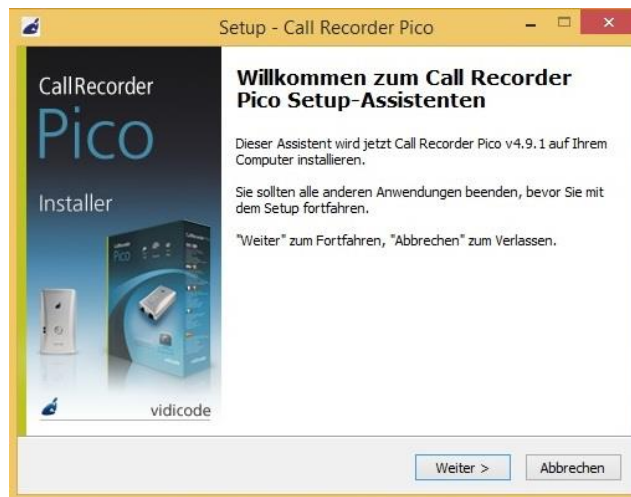 Setup - Call Recorder Pico
CallRecorder
Pico
Installer
vidicode
Willkommen zum Call Recorder
Pico Setup-Assistenten
Dieser Assistent wird jetzt Call Recorder Pico v4.9.1 auf Ihrem
Computer installieren.
Sie sollten alle anderen Anwendungen beenden, bevor Sie mit
dem Setup fortfahren.
"Weiter" zum Fortfahren, "Abbrechen" zum Verlassen.
Weiter >
Abbrechen